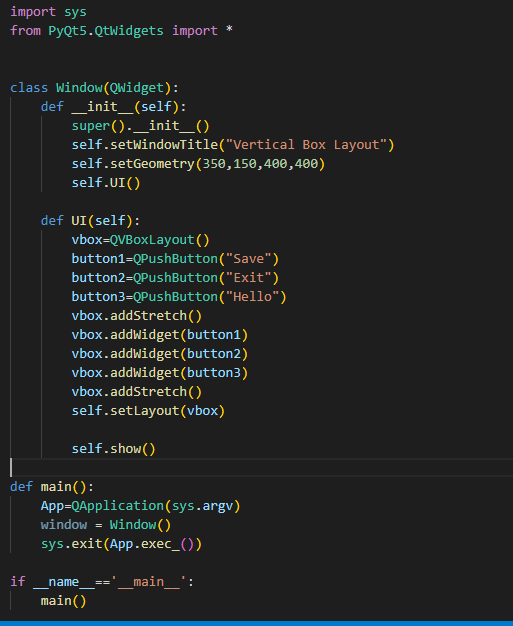 import sys
from PyQt5.QtWidgets import *
class Window(QWidget):
    def __init__(self):
        super().__init__()
        self.setWindowTitle("Vertical Box Layout")
        self.setGeometry(350,150,400,400)
        self.UI()
    def UI(self):
        vbox=QVBoxLayout()
        button1=QPushButton("Save")
        button2=QPushButton("Exit")
        button3=QPushButton("Hello")
        vbox.addStretch()
        vbox.addWidget(button1)
        vbox.addWidget(button2)
        vbox.addWidget(button3)
        vbox.addStretch()
        self.setLayout(vbox)
        self.show()
def main():
    App=QApplication(sys.argv)
    window = Window()
    sys.exit(App.exec_())
if __name__=='__main__':
    main()